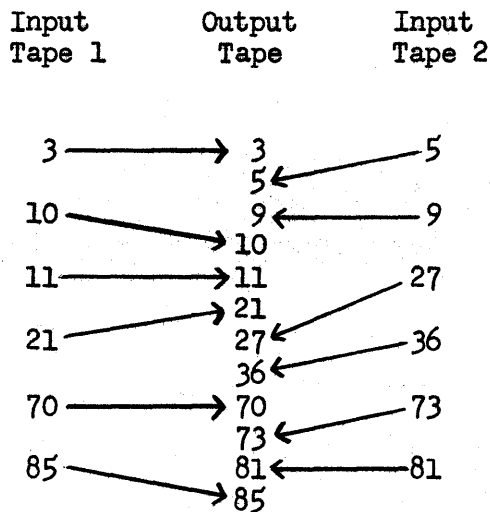 Input Output Input
Tape 1 Tape Tape 2
3 3 5
5
10 9 9
10
11 11 27
21
21 27 36
36
70 70 73
73
85 81 81
85